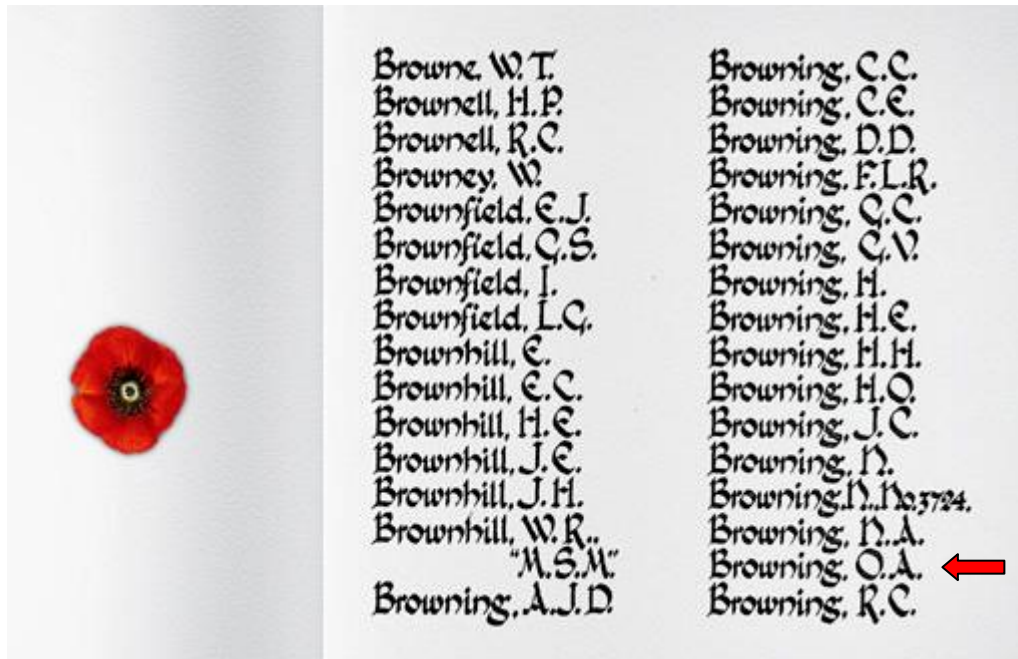 Browne, W.T.
Brownell, H.P.
Brownell, R.C.
Browney, W.
Brownfield, E.J.
Brownfield, G.S.
Brownfield, I.
Brownfield, L.G.
Brownhill, E.
Brownhill, E.C.
Brownhill, H.E.
Brownhill, J.E.
Brownhill, J.H.
Brownhill, W.R.,
"M.S.M."
Browning, A.J.D.
Browning, C.C.
Browning, C.E.
Browning, D.D.
Browning, F.L.R.
Browning, G.C.
Browning, G.V.
Browning, H.
Browning, H.E.
Browning, H.H.
Browning, H.O.
Browning, J.C.
Browning, N.
Browning, N., No. 3724.
Browning, N.A.
Browning, O.A.
Browning, R.C.